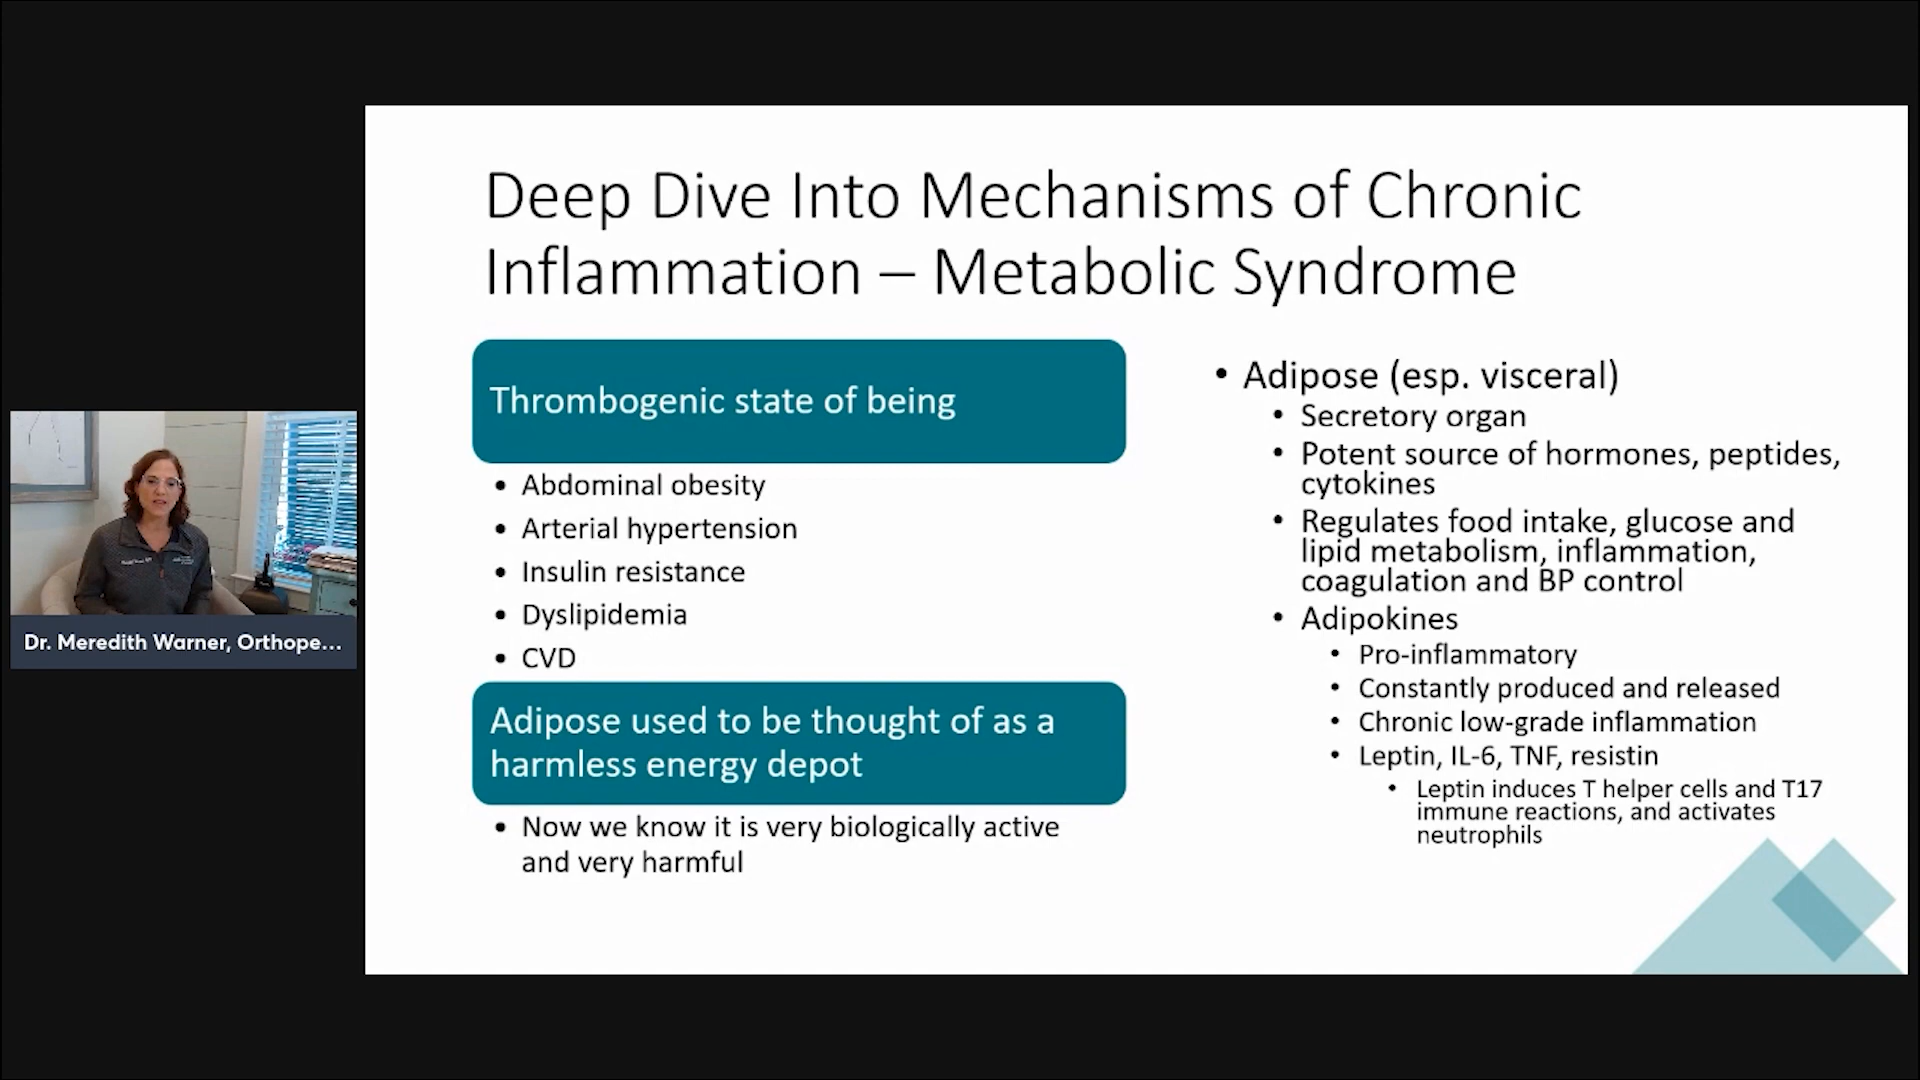 Deep Dive Into Mechanisms of Chronic
Inflammation – Metabolic Syndrome
Thrombogenic state of being
• Abdominal obesity
• Arterial hypertension
• Insulin resistance
• Dyslipidemia
• CVD
Adipose used to be thought of as a
harmless energy depot
• Now we know it is very biologically active
and very harmful
• Adipose (esp. visceral)
• Secretory organ
• Potent source of hormones, peptides,
cytokines
• Regulates food intake, glucose and
lipid metabolism, inflammation,
coagulation and BP control
• Adipokines
• Pro-inflammatory
• Constantly produced and released
• Chronic low-grade inflammation
• Leptin, IL-6, TNF, resistin
• Leptin induces T helper cells and T17
immune reactions, and activates
neutrophils
Dr. Meredith Warner, Orthope...